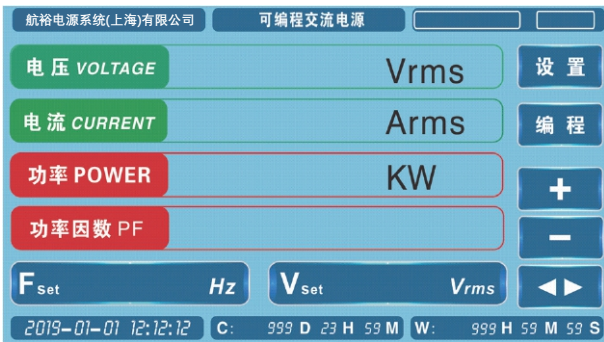 航裕电源系统(上海)有限公司 可编程交流电源
电压 VOLTAGE Vrms 设置
电流 CURRENT Arms 编程
功率 POWER KW +
功率因数 PF −
F Set Hz V Set Vrms ◀▶
2019-01-01 12:12:12 C: 999 D 23 H 59 M W: 999 H 59 M 59 S